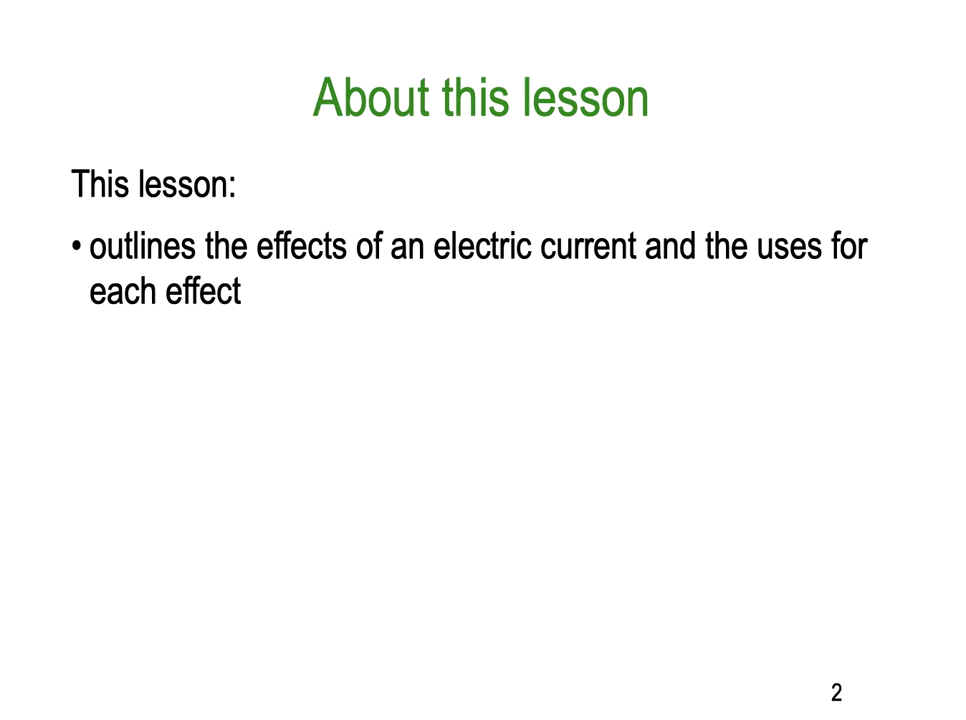 About this lesson
This lesson:
• outlines the effects of an electric current and the uses for
each effect
2